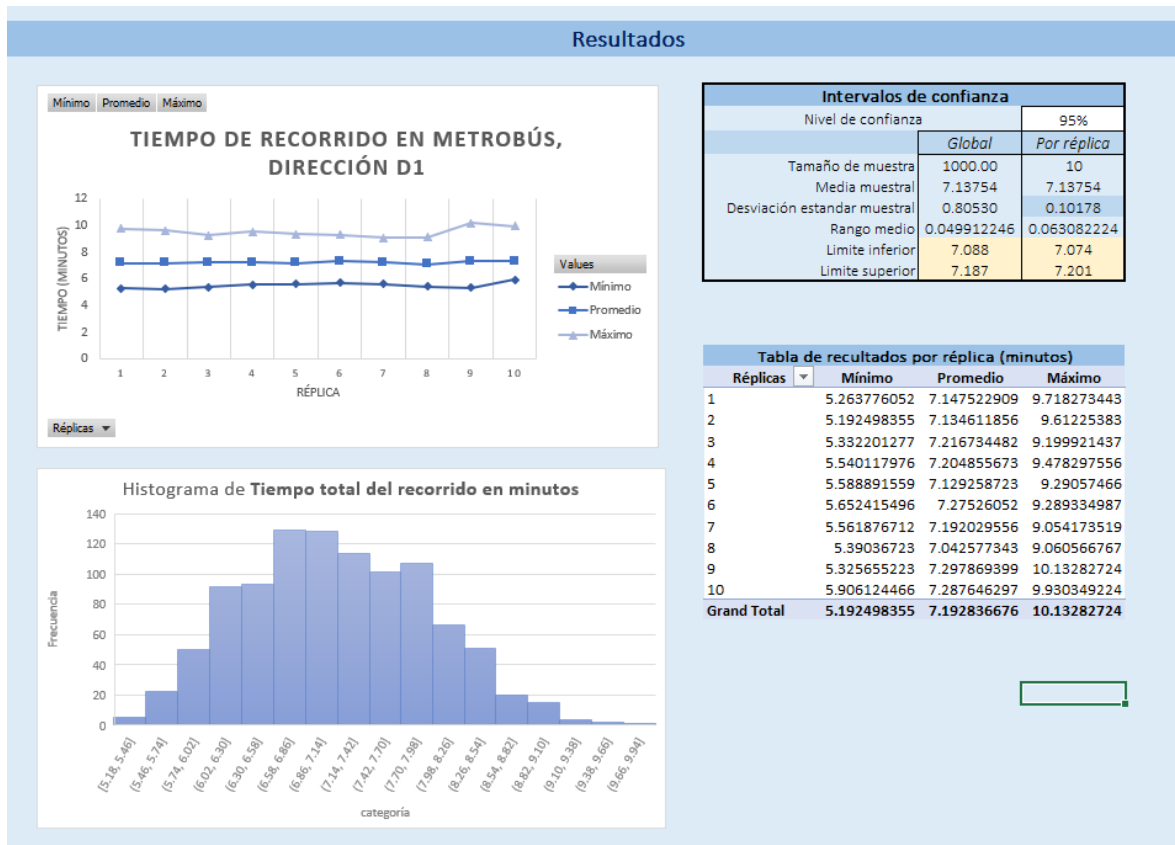 Resultados
Mínimo Promedio Máximo
TIEMPO DE RECORRIDO EN METROBÚS,
DIRECCIÓN D1
TIEMPO (MINUTOS)
12
10
8
6
4
2
0
1 2 3 4 5 6 7 8 9 10
RÉPLICA
Values
Mínimo
Promedio
Máximo
Réplicas
Histograma de Tiempo total del recorrido en minutos
Frecuencia
140
120
100
80
60
40
20
0
[5.18, 5.46] (5.46, 5.74] (5.74, 6.02] (6.02, 6.30] (6.30, 6.58] (6.58, 6.86] (6.86, 7.14] (7.14, 7.42] (7.42, 7.70] (7.70, 7.98] (7.98, 8.26] (8.26, 8.54] (8.54, 8.82] (8.82, 9.10] (9.10, 9.38] (9.38, 9.66] (9.66, 9.94]
categoría
Intervalos de confianza
Nivel de confianza 95%
Global Por réplica
Tamaño de muestra 1000.00 10
Media muestral 7.13754 7.13754
Desviación estandar muestral 0.80530 0.10178
Rango medio 0.049912246 0.063082224
Limite inferior 7.088 7.074
Limite superior 7.187 7.201
Tabla de recultados por réplica (minutos)
Réplicas Mínimo Promedio Máximo
1 5.263776052 7.147522909 9.718273443
2 5.192498355 7.134611856 9.61225383
3 5.332201277 7.216734482 9.199921437
4 5.540117976 7.204855673 9.478297556
5 5.588891559 7.129258723 9.29057466
6 5.652415496 7.27526052 9.289334987
7 5.561876712 7.192029556 9.054173519
8 5.39036723 7.042577343 9.060566767
9 5.325655223 7.297869399 10.13282724
10 5.906124466 7.287646297 9.930349224
Grand Total 5.192498355 7.192836676 10.13282724